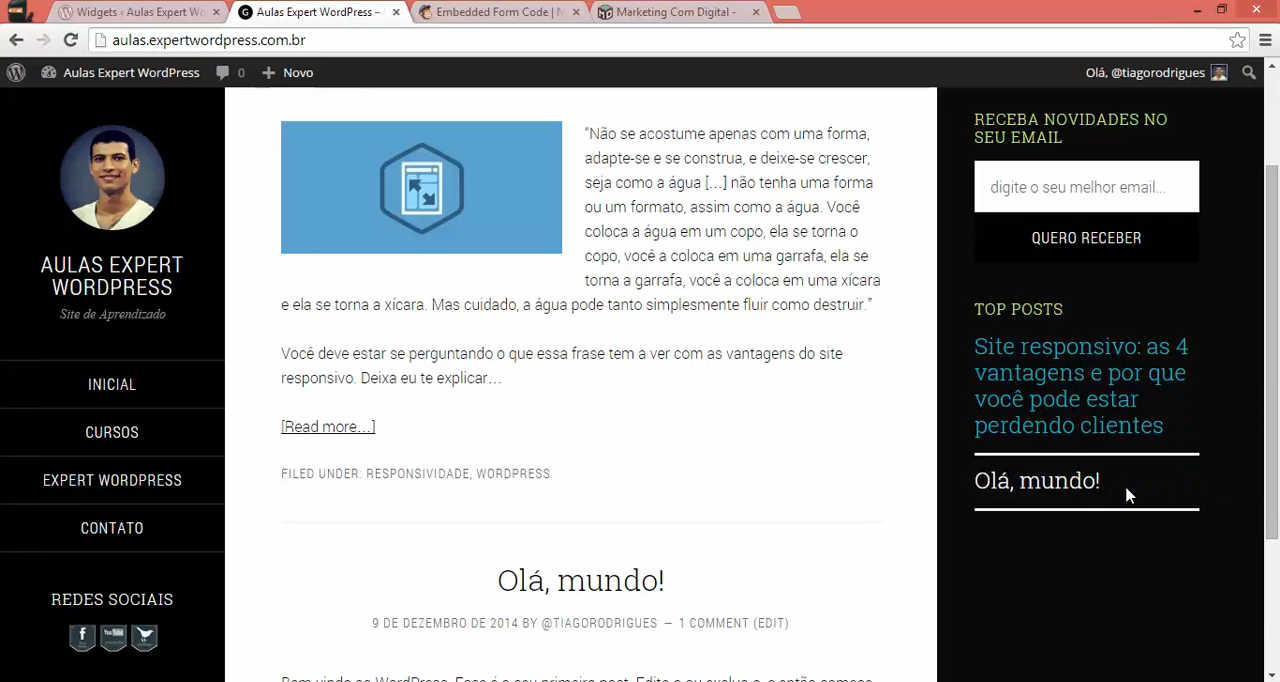 Widgets ‹ Aulas Expert Wo
Aulas Expert WordPress –
Embedded Form Code | M
Marketing Com Digital -
aulas.expertwordpress.com.br
Aulas Expert WordPress
0
Novo
Olá, @tiagorodrigues
AULAS EXPERT
WORDPRESS
Site de Aprendizado
INICIAL
CURSOS
EXPERT WORDPRESS
CONTATO
REDES SOCIAIS
"Não se acostume apenas com uma forma,
adapte-se e se construa, e deixe-se crescer,
seja como a água [...] não tenha uma forma
ou um formato, assim como a água. Você
coloca a água em um copo, ela se torna o
copo, você a coloca em uma garrafa, ela se
torna a garrafa, você a coloca em uma xícara
e ela se torna a xícara. Mas cuidado, a água pode tanto simplesmente fluir como destruir."
Você deve estar se perguntando o que essa frase tem a ver com as vantagens do site
responsivo. Deixa eu te explicar...
[Read more...]
FILED UNDER: RESPONSIVIDADE, WORDPRESS
Olá, mundo!
9 DE DEZEMBRO DE 2014 BY @TIAGORODRIGUES — 1 COMMENT (EDIT)
RECEBA NOVIDADES NO
SEU EMAIL
digite o seu melhor email...
QUERO RECEBER
TOP POSTS
Site responsivo: as 4
vantagens e por que
você pode estar
perdendo clientes
Olá, mundo!